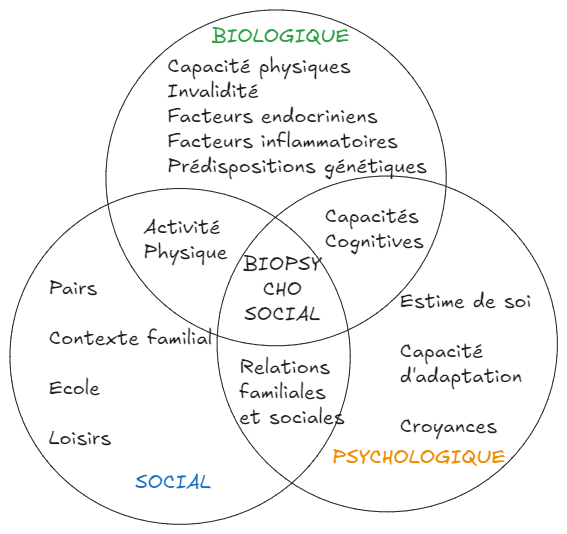 BIOLOGIQUE
Capacité physiques
Invalidité
Facteurs endocriniens
Facteurs inflammatoires
Prédispositions génétiques
Activité
Physique
Capacités
Cognitives
BIOPSY
CHO
SOCIAL
Pairs
Contexte familial
Ecole
Loisirs
SOCIAL
Relations
familiales
et sociales
Estime de soi
Capacité
d'adaptation
Croyances
PSYCHOLOGIQUE